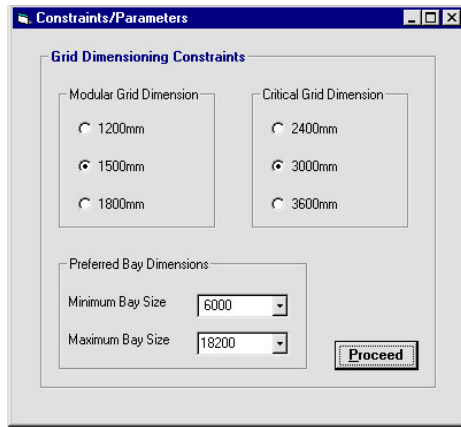 Constraints/Parameters
Grid Dimensioning Constraints
Modular Grid Dimension
1200mm
1500mm
1800mm
Critical Grid Dimension
2400mm
3000mm
3600mm
Preferred Bay Dimensions
Minimum Bay Size 6000
Maximum Bay Size 18200
Proceed